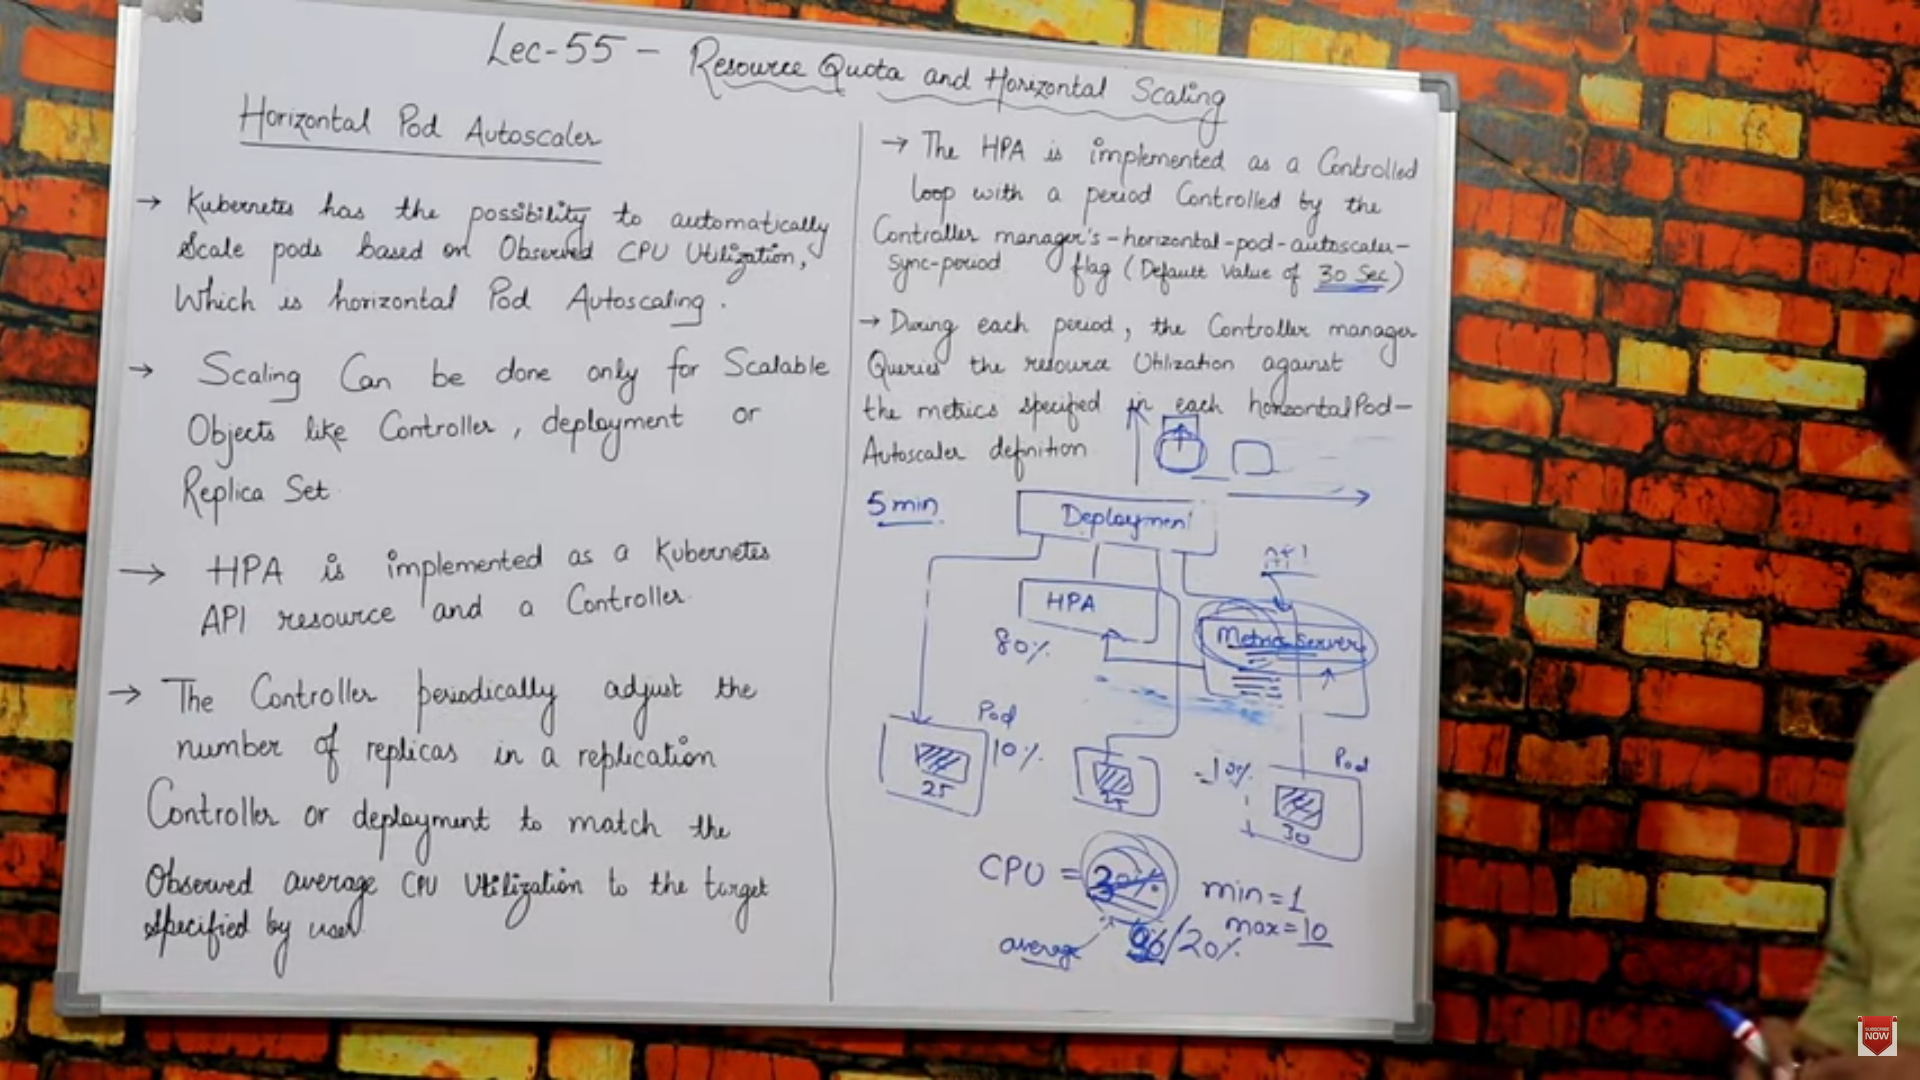 Lec-55 - Resource Quota and Horizontal Scaling
Horizontal Pod Autoscaler
→ Kubernetes has the possibility to automatically
Scale pods based on Observed CPU Utilization,
Which is horizontal Pod Autoscaling.
→ Scaling Can be done only for Scalable
Objects like Controller, deployment or
Replica Set
→ HPA is implemented as a Kubernetes
API resource and a Controller
→ The Controller periodically adjust the
number of replicas in a replication
Controller or deployment to match the
Observed average CPU Utilization to the target
specified by user
→ The HPA is implemented as a Controlled
loop with a period Controlled by the
Controller manager's-horizontal-pod-autoscaler-
sync-period flag (Default Value of 30 Sec)
→ During each period, the Controller manager
Queries the resource Utilization against
the metrics specified in each horizontalPod-
Autoscaler definition
5 min
Deployment
HPA
80%
Metric Server
Pod
10%
25
Pod
30
CPU = 30%
min=1
max=10
average
/20%
SUBSCRIBE
NOW